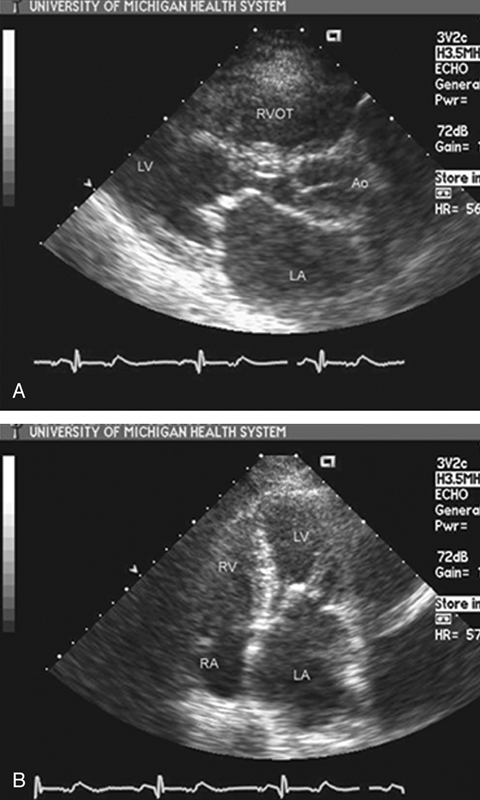 UNIVERSITY OF MICHIGAN HEALTH SYSTEM
3V2c
H3.5MH
ECHO
Genera
Pwr=
72dB
Gain=
Store in
HR= 56
RVOT
LV
Ao
LA
A
UNIVERSITY OF MICHIGAN HEALTH SYSTEM
3V2c
H3.5MH
ECHO
Genera
Pwr=
72dB
Gain=
Store in
HR= 57
LV
RV
RA
LA
B